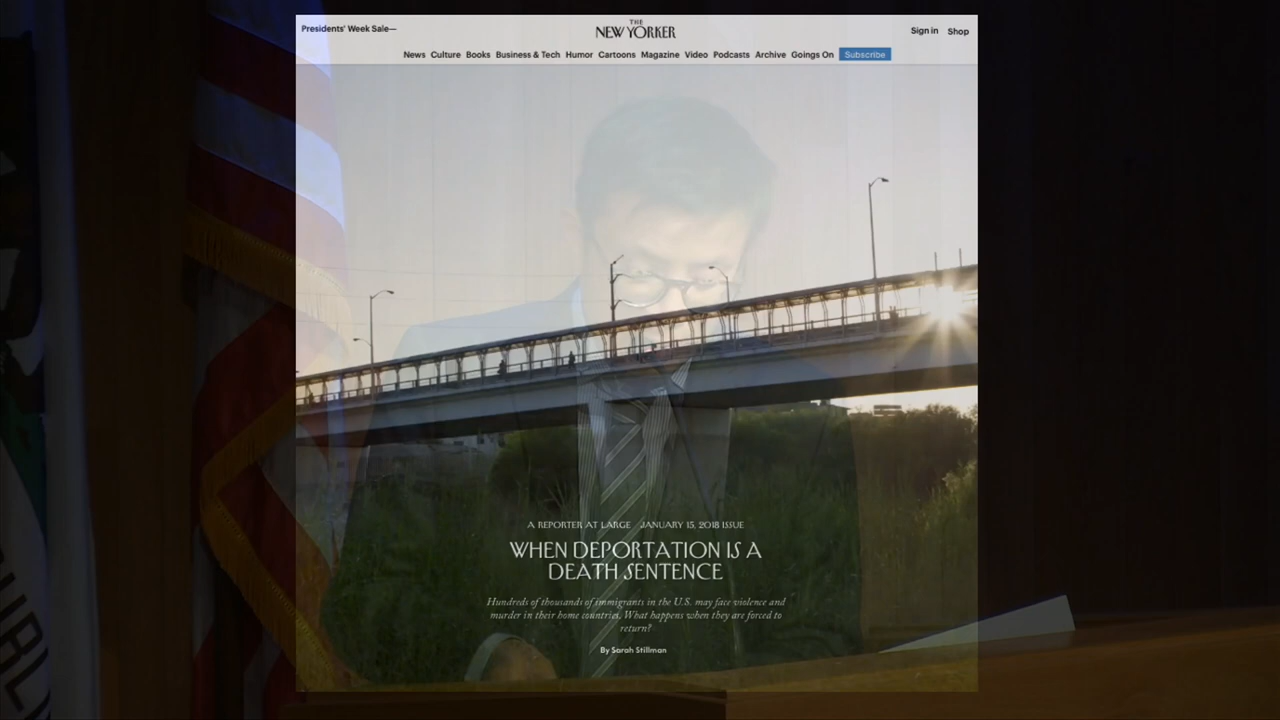 Presidents' Week Sale—
THE
NEW YORKER
Sign in Shop
News Culture Books Business & Tech Humor Cartoons Magazine Video Podcasts Archive Goings On Subscribe
A REPORTER AT LARGE JANUARY 15, 2018 ISSUE
WHEN DEPORTATION IS A
DEATH SENTENCE
Hundreds of thousands of immigrants in the U.S. may face violence and
murder in their home countries. What happens when they are forced to
return?
By Sarah Stillman